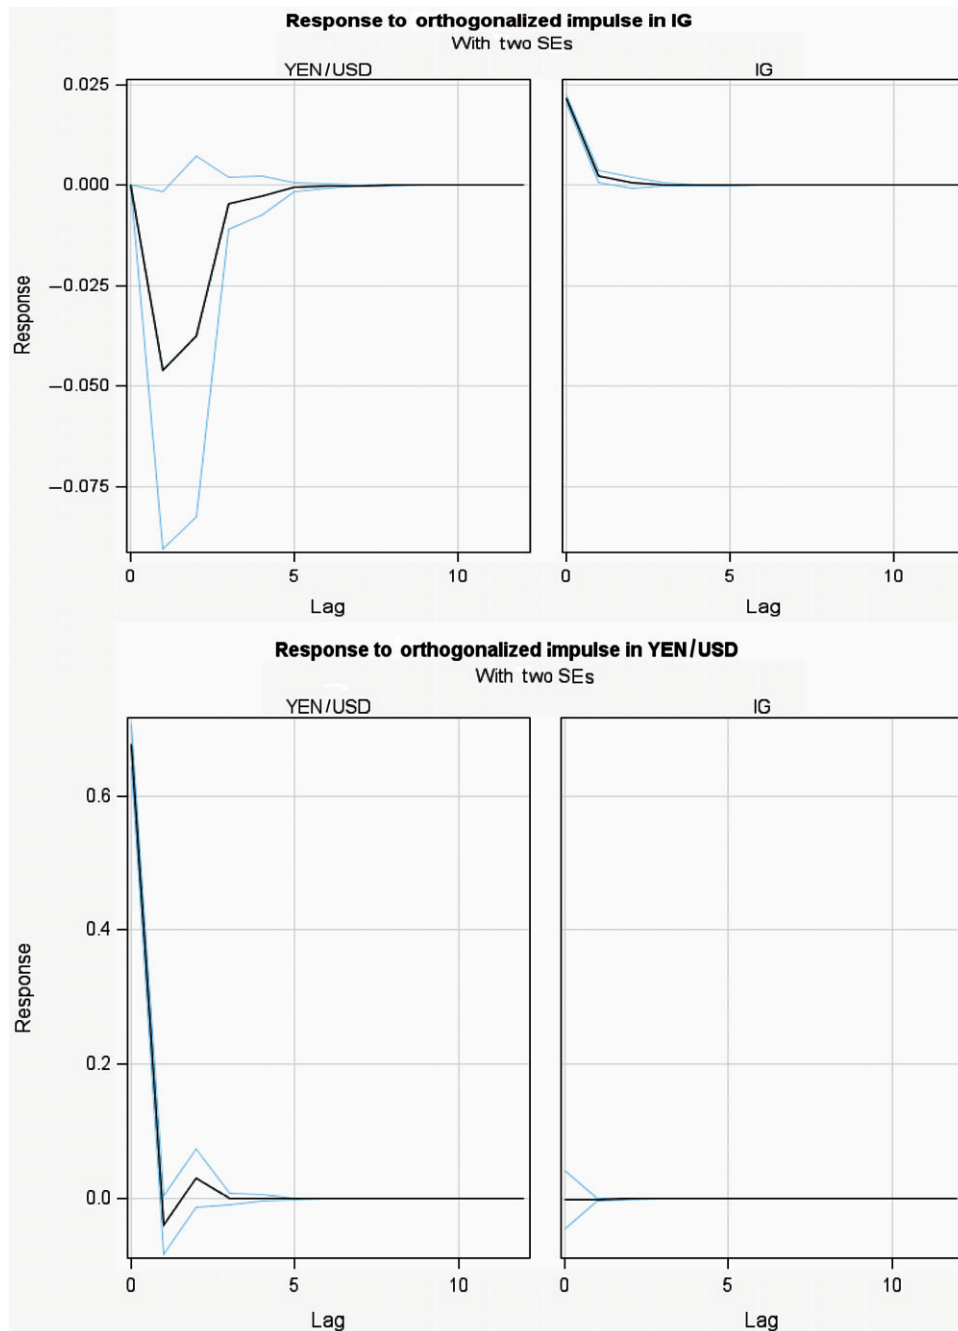 Response to orthogonalized impulse in IG
With two SEs
YEN/USD IG
0.025
0.000
−0.025
−0.050
−0.075
Response
0 5 10 0 5 10
Lag Lag
Response to orthogonalized impulse in YEN/USD
With two SEs
YEN/USD IG
0.6
0.4
0.2
0.0
Response
0 5 10 0 5 10
Lag Lag